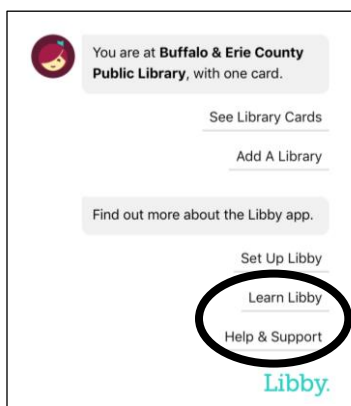 You are at Buffalo & Erie County
Public Library, with one card.
See Library Cards
Add A Library
Find out more about the Libby app.
Set Up Libby
Learn Libby
Help & Support
Libby.